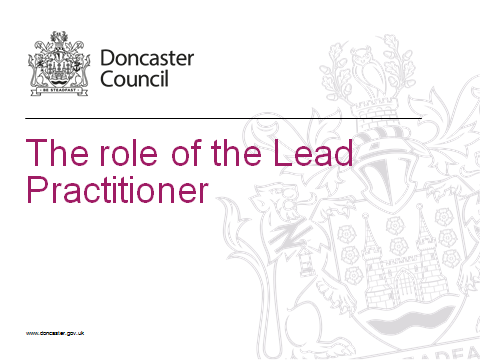 Doncaster
Council
BE STEADFAST
The role of the Lead
Practitioner
www.doncaster.gov.uk